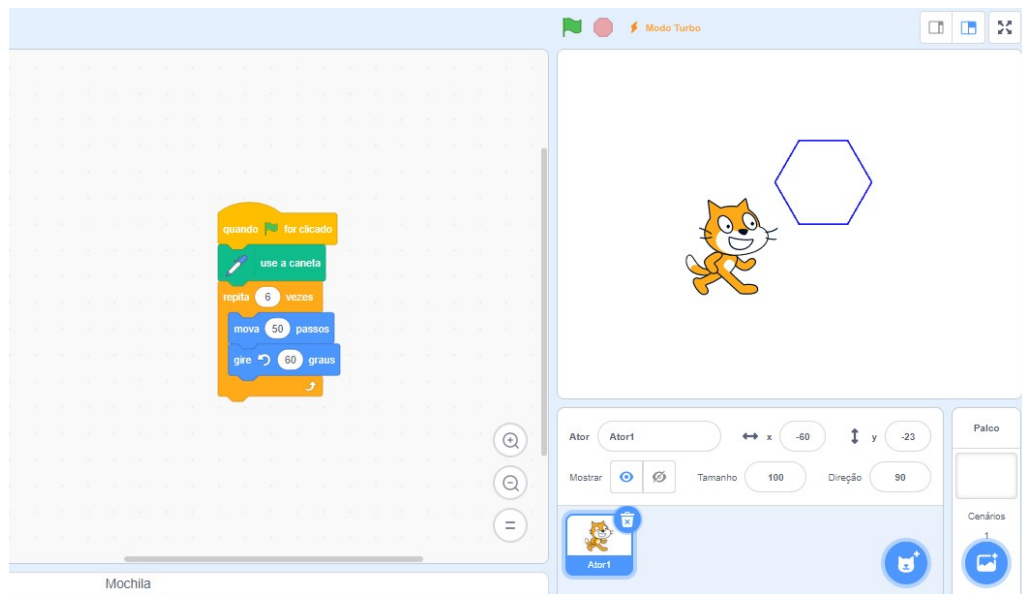 Modo Turbo
quando for clicado
use a caneta
repita 6 vezes
mova 50 passos
gire 60 graus
Ator Ator1 x -60 y -23
Mostrar Tamanho 100 Direção 90
Ator1
Palco
Cenários
1
Mochila